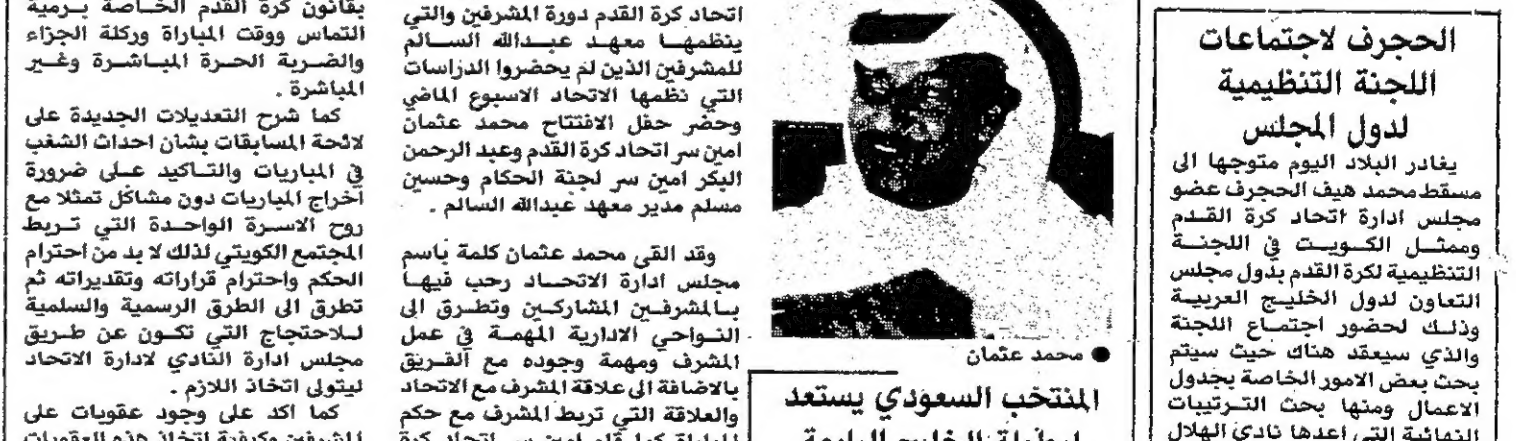 الحجرف لاجتماعات
اللجنة التنظيمية
لدول المجلس
يغادر البلاد اليوم متوجها الى
مسقط محمد هيف الحجرف عضو
مجلس ادارة اتحاد كرة القدم
وممثل الكويت في اللجنة
التنظيمية لكرة القدم بدول مجلس
التعاون لدول الخليج العربية
وذلك لحضور اجتماع اللجنة
والذي سيعقد هناك حيث سيتم
بحث بعض الامور الخاصة بجدول
الاعمال ومنها بحث الترتيبات
النهائية التي اعدها نادي الهلال
● محمد عثمان
المنتخب السعودي يستعد
اتحاد كرة القدم دورة المشرفين والتي
ينظمها معهد عبدالله السالم
للمشرفين الذين لم يحضروا الدراسات
التي نظمها الاتحاد الاسبوع الماضي
وحضر حفل الافتتاح محمد عثمان
امين سر اتحاد كرة القدم وعبد الرحمن
البكر امين سر لجنة الحكام وحسين
مسلم مدير معهد عبدالله السالم .
وقد القى محمد عثمان كلمة باسم
مجلس ادارة الاتحاد رحب فيها
بالمشرفين المشاركين وتطرق الى
النواحي الادارية المهمة في عمل
المشرف ومهمة وجوده مع الفريق
بالاضافة الى علاقة المشرف مع الاتحاد
والعلاقة التي تربط المشرف مع حكم
بقانون كرة القدم الخاصة برمية
التماس ووقت المباراة وركلة الجزاء
والضربة الحرة المباشرة وغير
المباشرة .
كما شرح التعديلات الجديدة على
لائحة المسابقات بشان احداث الشغب
في المباريات والتاكيد على ضرورة
اخراج المباريات دون مشاكل تمثلا مع
روح الاسرة الواحدة التي تربط
المجتمع الكويتي لذلك لا بد من احترام
الحكم واحترام قراراته وتقديراته ثم
تطرق الى الطرق الرسمية والسلمية
للاحتجاج التي تكون عن طريق
مجلس ادارة النادي لادارة الاتحاد
ليتولى اتخاذ اللازم .
كما اكد على وجود عقوبات على